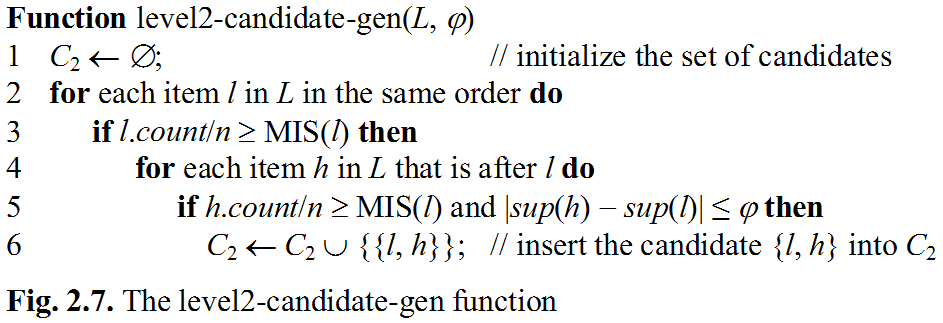 Function level2-candidate-gen(L, φ)
1 C₂ ← ∅; // initialize the set of candidates
2 for each item l in L in the same order do
3 if l.count/n ≥ MIS(l) then
4 for each item h in L that is after l do
5 if h.count/n ≥ MIS(l) and |sup(h) − sup(l)| ≤ φ then
6 C₂ ← C₂ ∪ {{l, h}}; // insert the candidate {l, h} into C₂
Fig. 2.7. The level2-candidate-gen function